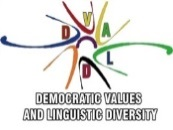 D V A L D
DEMOCRATIC VALUES
AND LINGUISTIC DIVERSITY